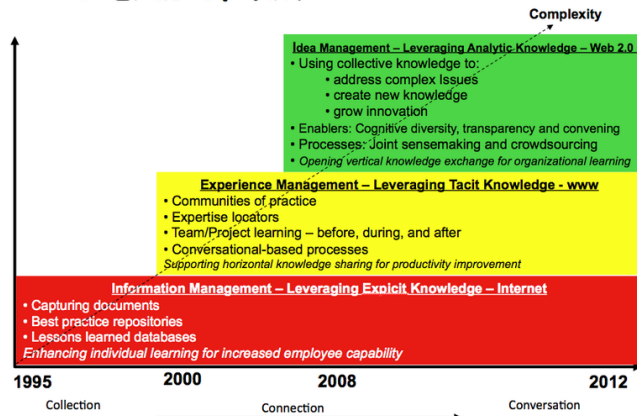 Complexity
Idea Management – Leveraging Analytic Knowledge – Web 2.0
• Using collective knowledge to:
• address complex Issues
• create new knowledge
• grow innovation
• Enablers: Cognitive diversity, transparency and convening
• Processes: Joint sensemaking and crowdsourcing
• Opening vertical knowledge exchange for organizational learning
Experience Management – Leveraging Tacit Knowledge - www
• Communities of practice
• Expertise locators
• Team/Project learning – before, during, and after
• Conversational-based processes
Supporting horizontal knowledge sharing for productivity improvement
Information Management – Leveraging Expicit Knowledge – Internet
• Capturing documents
• Best practice repositories
• Lessons learned databases
Enhancing individual learning for increased employee capability
1995 2000 2008 2012
Collection Connection Conversation